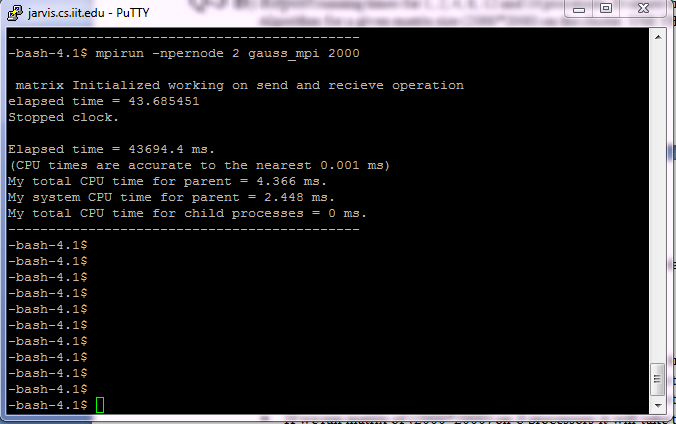 jarvis.cs.iit.edu - PuTTY
-bash-4.1$ mpirun -npernode 2 gauss_mpi 2000
matrix Initialized working on send and recieve operation
elapsed time = 43.685451
Stopped clock.
Elapsed time = 43694.4 ms.
(CPU times are accurate to the nearest 0.001 ms)
My total CPU time for parent = 4.366 ms.
My system CPU time for parent = 2.448 ms.
My total CPU time for child processes = 0 ms.
-bash-4.1$
-bash-4.1$
-bash-4.1$
-bash-4.1$
-bash-4.1$
-bash-4.1$
-bash-4.1$
-bash-4.1$
-bash-4.1$
-bash-4.1$
-bash-4.1$